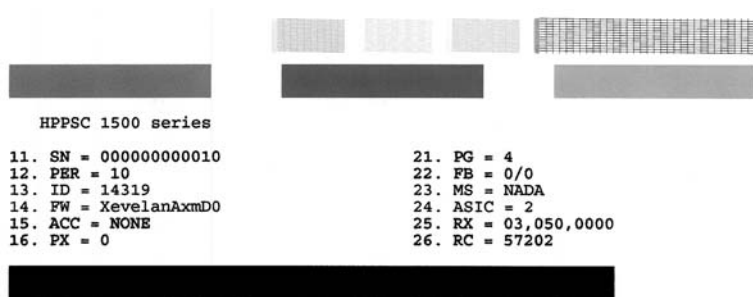 HPPSC 1500 series
11. SN = 000000000010
12. PER = 10
13. ID = 14319
14. FW = XevelanAxmD0
15. ACC = NONE
16. PX = 0
21. PG = 4
22. FB = 0/0
23. MS = NADA
24. ASIC = 2
25. RX = 03,050,0000
26. RC = 57202